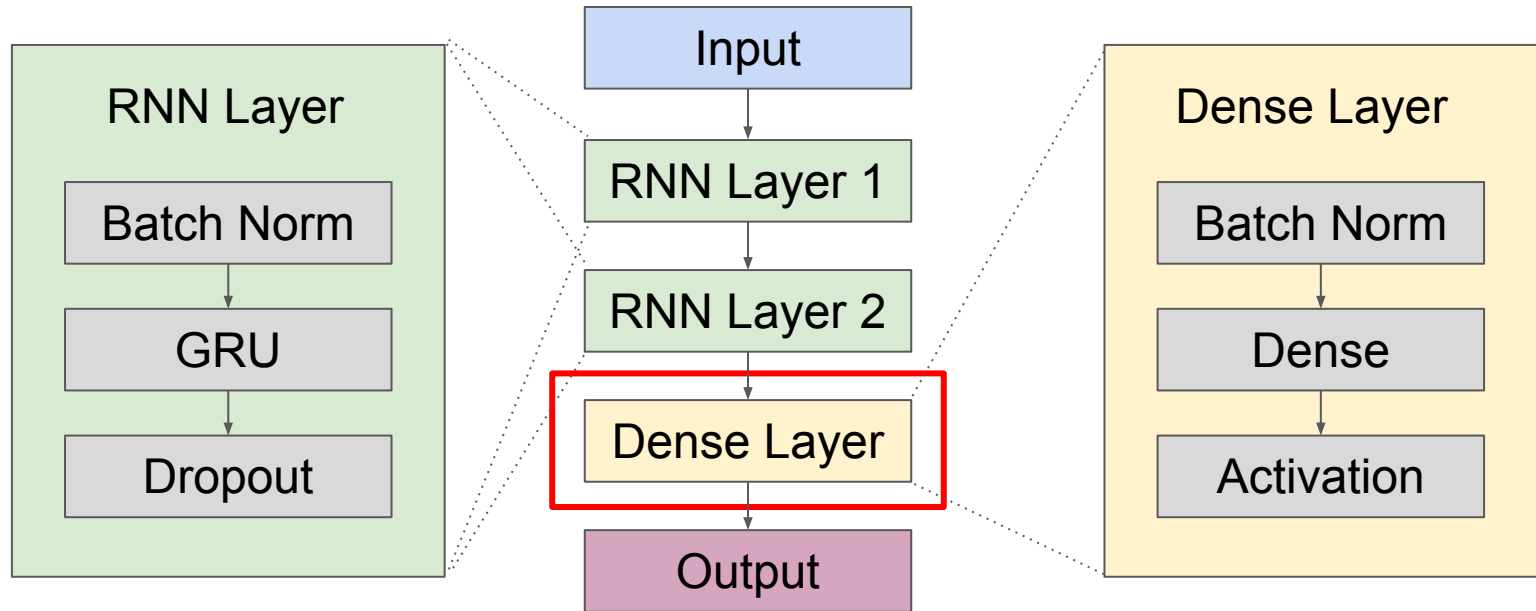 RNN Layer
Batch Norm
GRU
Dropout
Input
RNN Layer 1
RNN Layer 2
Dense Layer
Output
Dense Layer
Batch Norm
Dense
Activation